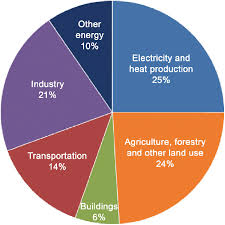 Other
energy
10%
Electricity and
heat production
25%
Industry
21%
Agriculture, forestry
and other land use
24%
Transportation
14%
Buildings
6%